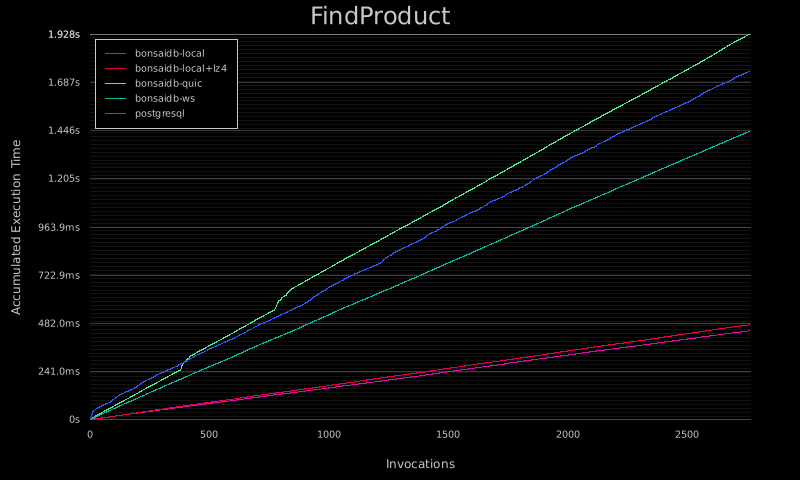 FindProduct
1.928s
1.687s
1.446s
1.205s
963.9ms
722.9ms
482.0ms
241.0ms
0s
Accumulated Execution Time
bonsaidb-local
bonsaidb-local+lz4
bonsaidb-quic
bonsaidb-ws
postgresql
0
500
1000
1500
2000
2500
Invocations